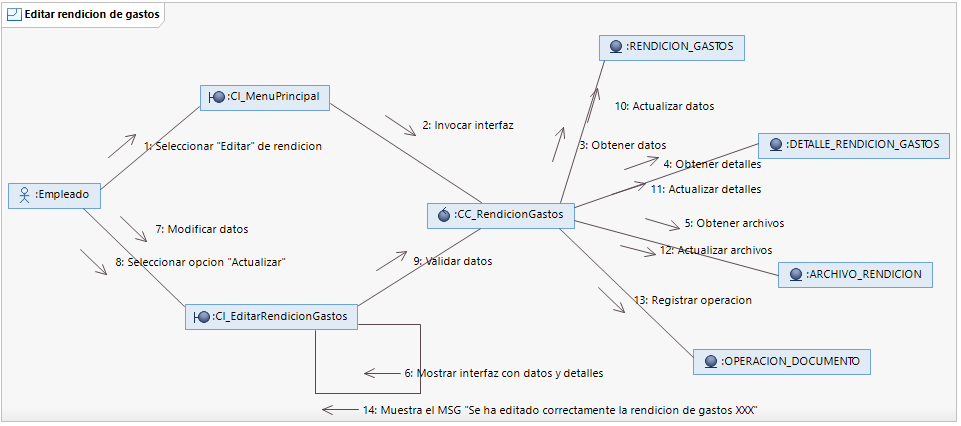 Editar rendicion de gastos
:RENDICION_GASTOS
:CI_MenuPrincipal
10: Actualizar datos
2: Invocar interfaz
1: Seleccionar "Editar" de rendicion
3: Obtener datos
:DETALLE_RENDICION_GASTOS
4: Obtener detalles
11: Actualizar detalles
:Empleado
:CC_RendicionGastos
5: Obtener archivos
7: Modificar datos
12: Actualizar archivos
8: Seleccionar opcion "Actualizar"
9: Validar datos
:ARCHIVO_RENDICION
13: Registrar operacion
:CI_EditarRendicionGastos
:OPERACION_DOCUMENTO
6: Mostrar interfaz con datos y detalles
14: Muestra el MSG "Se ha editado correctamente la rendicion de gastos XXX"